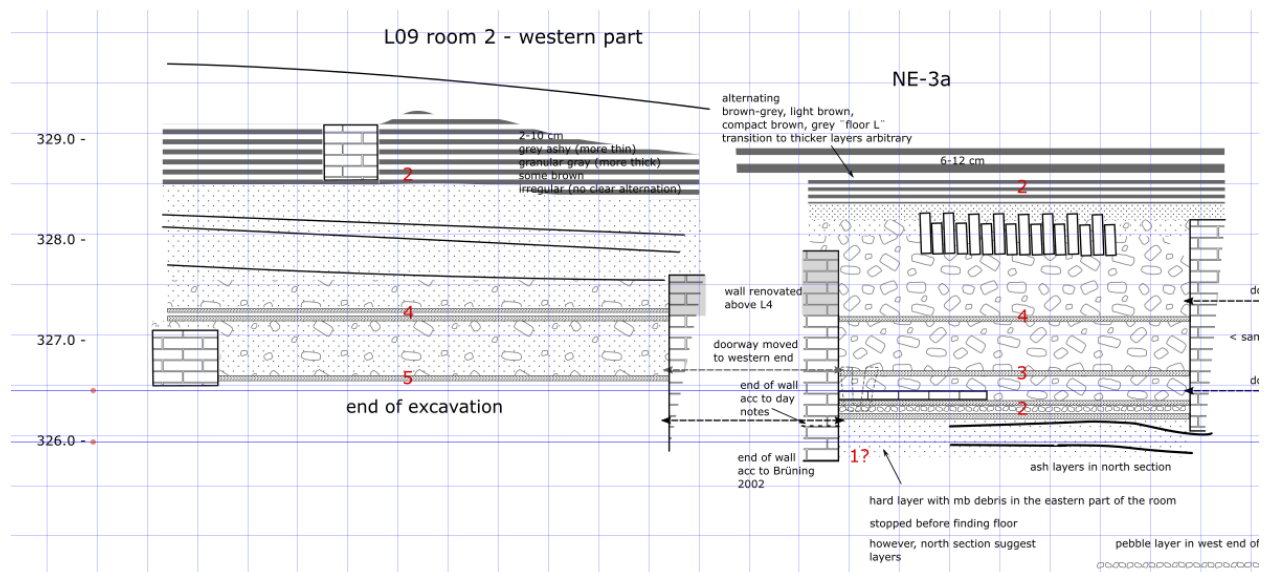 L09 room 2 - western part
NE-3a
alternating
brown-grey, light brown,
compact brown, grey ¨floor L¨
transition to thicker layers arbitrary
329.0 -
2-10 cm
grey ashy (more thin)
granular gray (more thick)
some brown
irregular (no clear alternation)
2
6-12 cm
2
328.0 -
wall renovated
above L4
4
4
327.0 -
doorway moved
to western end
< san
5
3
end of excavation
end of wall
acc to day
notes
2
326.0 -
end of wall
acc to Brüning
2002
1?
ash layers in north section
hard layer with mb debris in the eastern part of the room
stopped before finding floor
however, north section suggest
layers
pebble layer in west end of